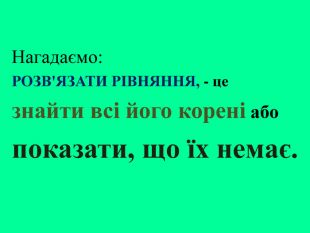 Нагадаємо:
РОЗВ'ЯЗАТИ РІВНЯННЯ, - це
знайти всі його корені або
показати, що їх немає.